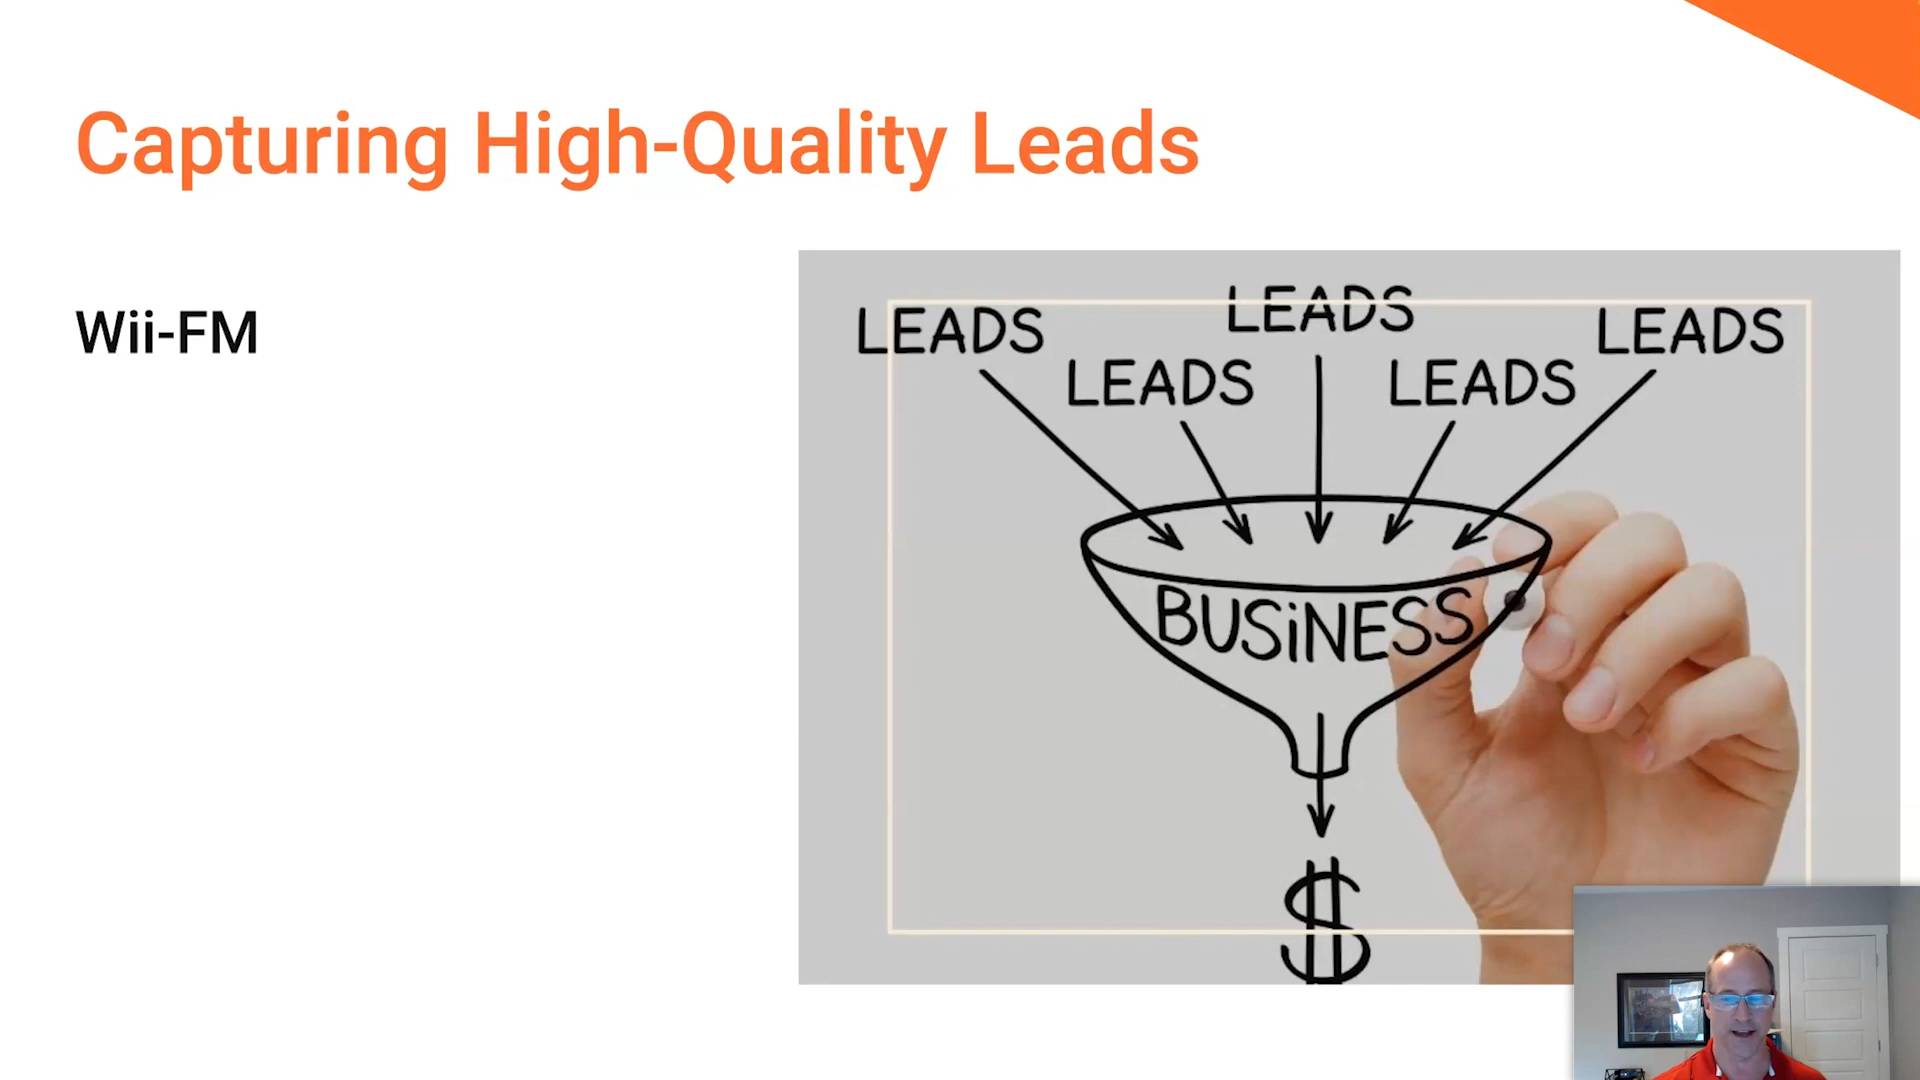 Capturing High-Quality Leads
Wii-FM
LEADS
LEADS
LEADS
LEADS
LEADS
BUSiNESS
$